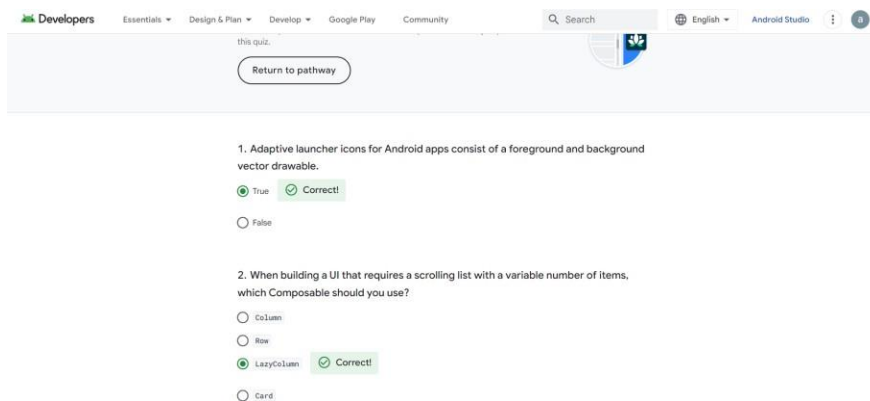 Developers Essentials Design & Plan Develop Google Play Community Search English Android Studio a
this quiz.
Return to pathway
1. Adaptive launcher icons for Android apps consist of a foreground and background
vector drawable.
True Correct!
False
2. When building a UI that requires a scrolling list with a variable number of items,
which Composable should you use?
Column
Row
LazyColumn Correct!
Card